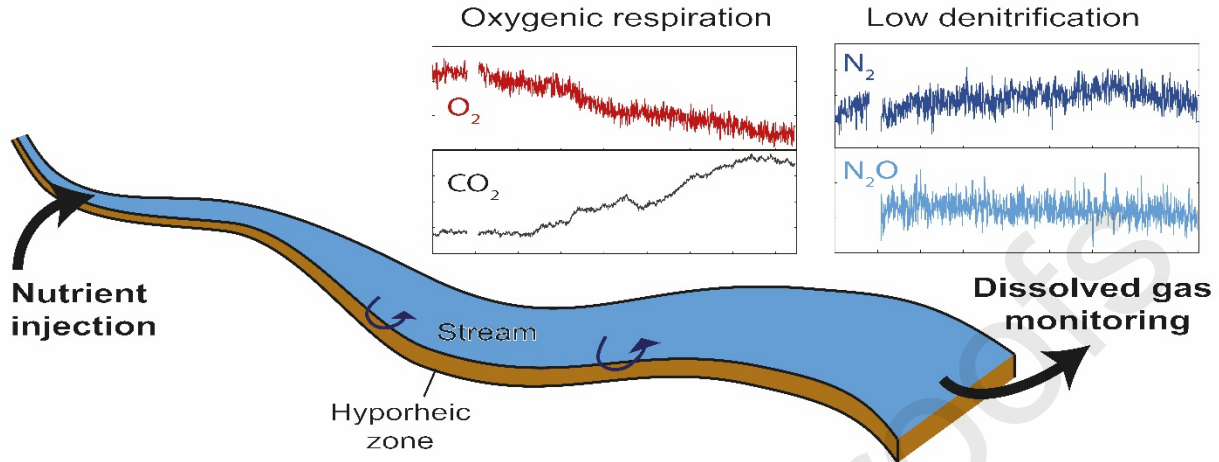 Oxygenic respiration
Low denitrification
O₂
CO₂
N₂
N₂O
Nutrient
injection
Stream
Hyporheic
zone
Dissolved gas
monitoring